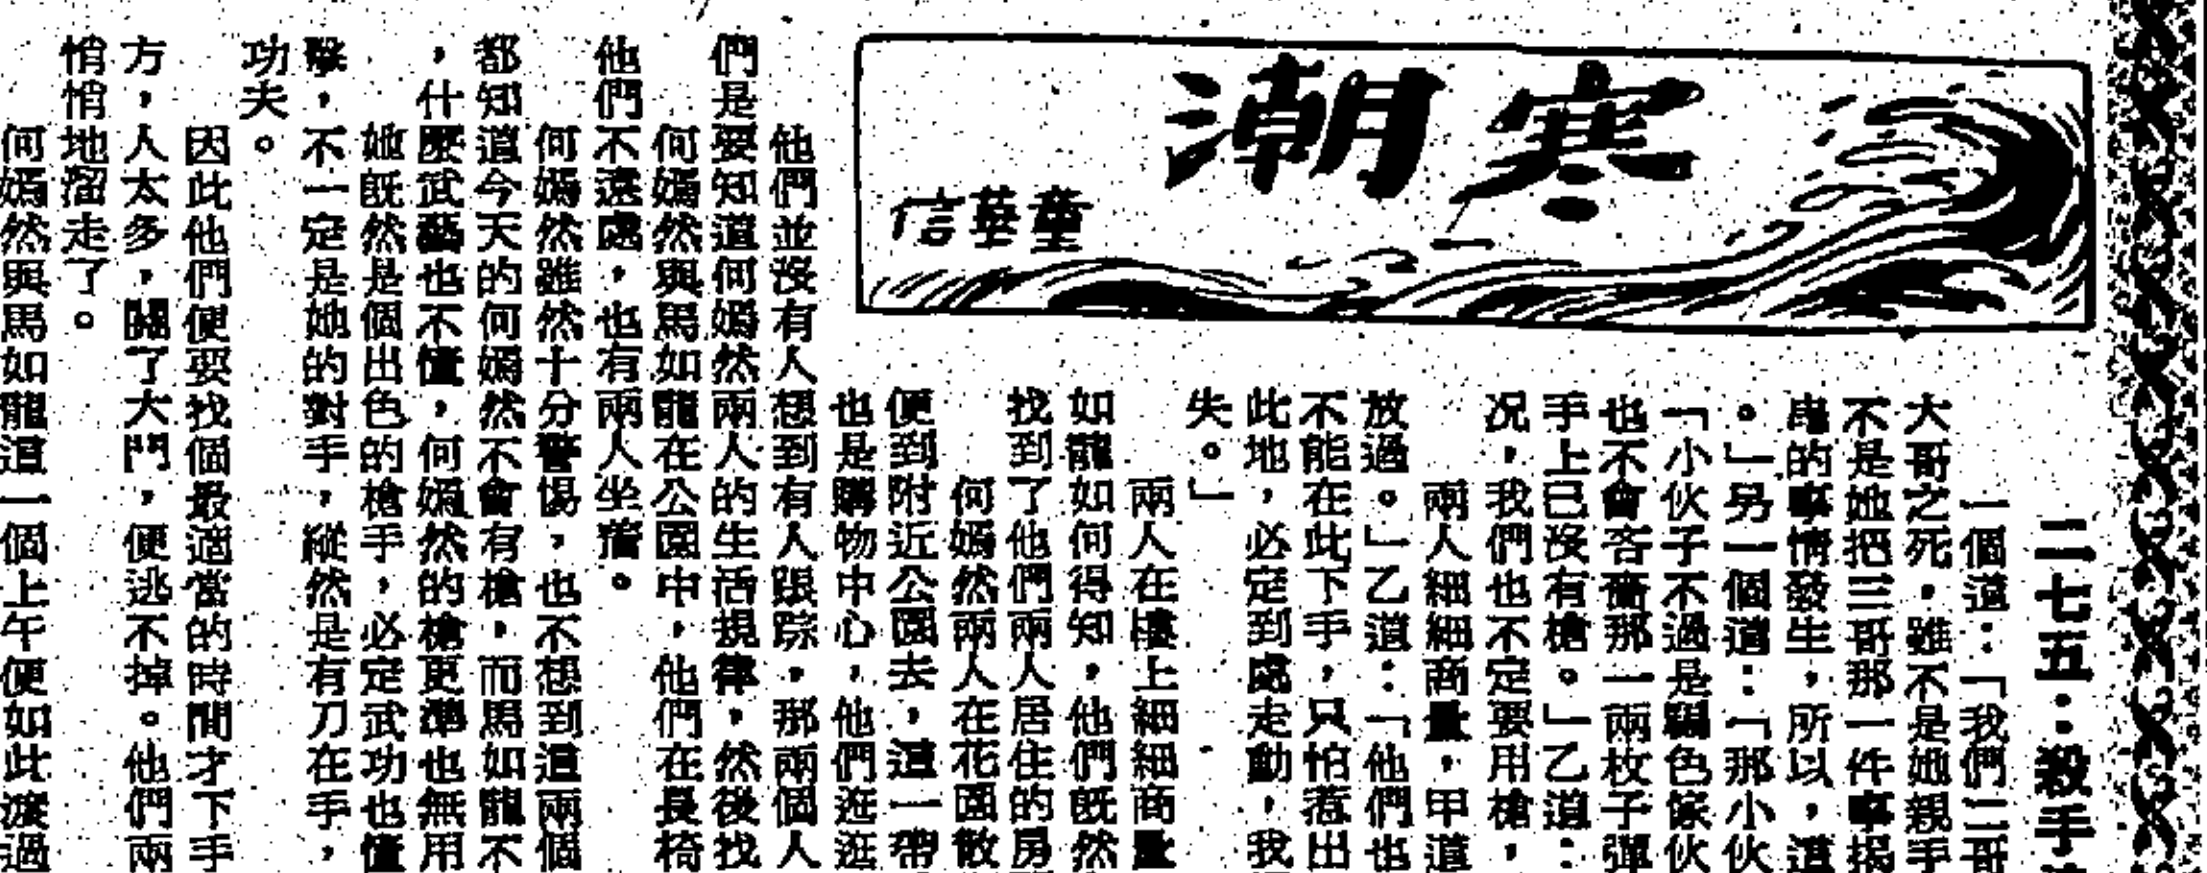 寒潮
董華信
二七五：殺手
一個道：「我們二哥
大哥之死，雖不是她親手
不是她把三哥那一件事揭
的事情發生，所以，這
。」另一個道：「那小伙
「小伙子不過是騙色傢伙
也不會吝嗇那一兩枚子彈
手上已沒有槍。」乙道：
況，我們也不定要用槍，
兩人細細商量，甲道
放過。」乙道：「他們也
不能在此下手，只怕惹出
此地，必定到處走動，我
失。」
兩人在樓上細細商量
如龍如何得知，他們既然
找到了他們兩人居住的房
何嫣然兩人在花園散
便到附近公園去，這一帶
也是購物中心，他們逛逛
他們並沒有人想到有人跟踪，那兩個人
們是要知道何嫣然兩人的生活規律，然後找
何嫣然與馬如龍在公園中，他們在長椅
他們不遠處，也有兩人坐着。
何嫣然雖然十分警惕，也不想到這兩個
都知道今天的何嫣然不會有槍，而馬如龍不
，什麼武藝也不懂，何嫣然的槍更準也無用
她既然是個出色的槍手，必定武功也懂
擊，不一定是她的對手，縱然是有刀在手，
功夫。
因此他們便要找個最適當的時間才下手
方，人太多，關了大門，便逃不掉。他們兩
悄悄地溜走了。
何嫣然與馬如龍這一個上午便如此渡過